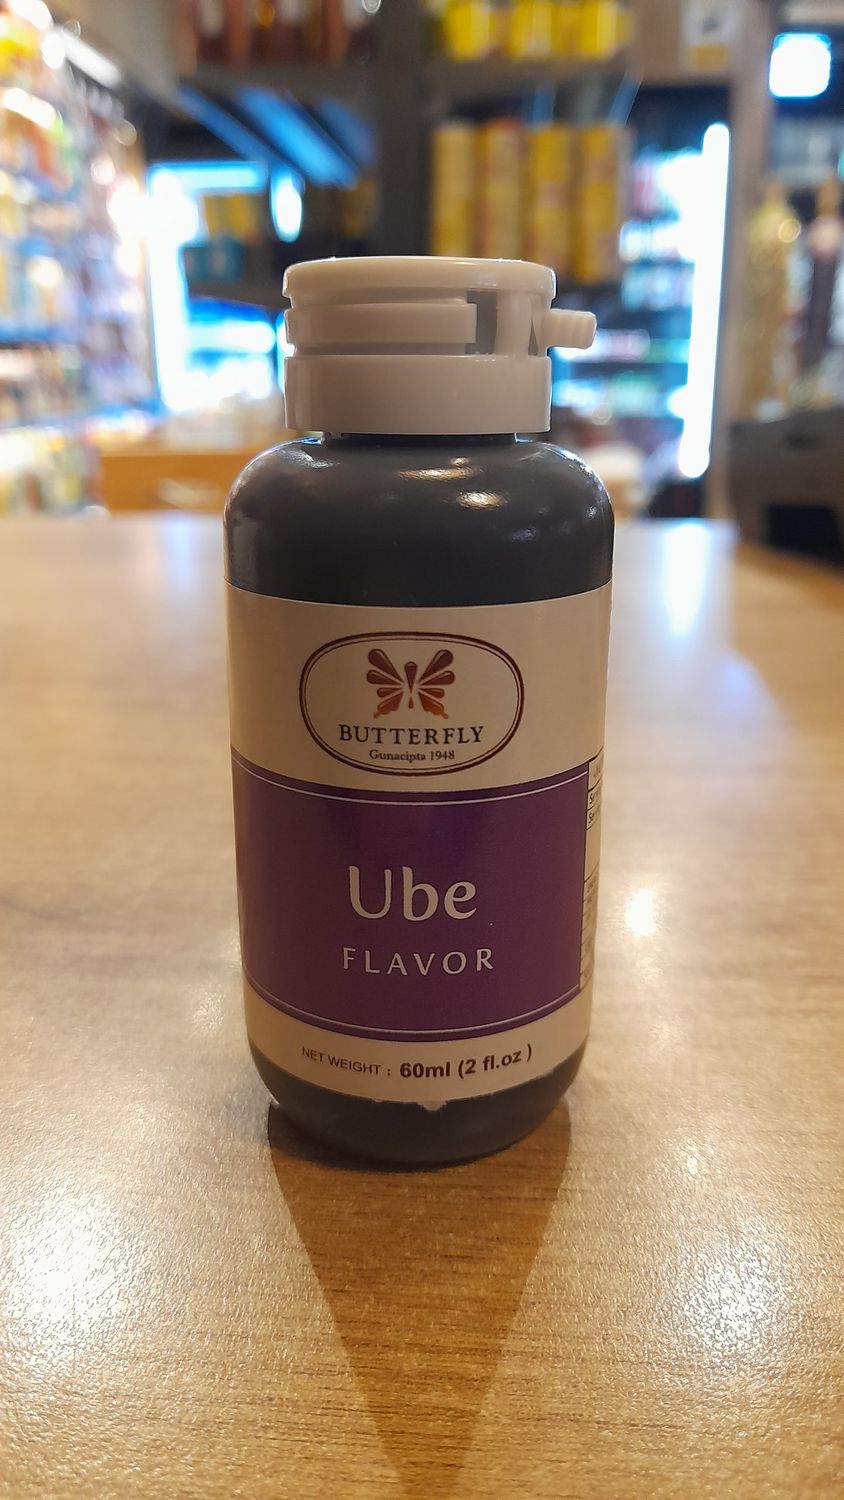 BUTTERFLY
Gunacipta 1948
Ube
FLAVOR
NET WEIGHT : 60ml (2 fl.oz )